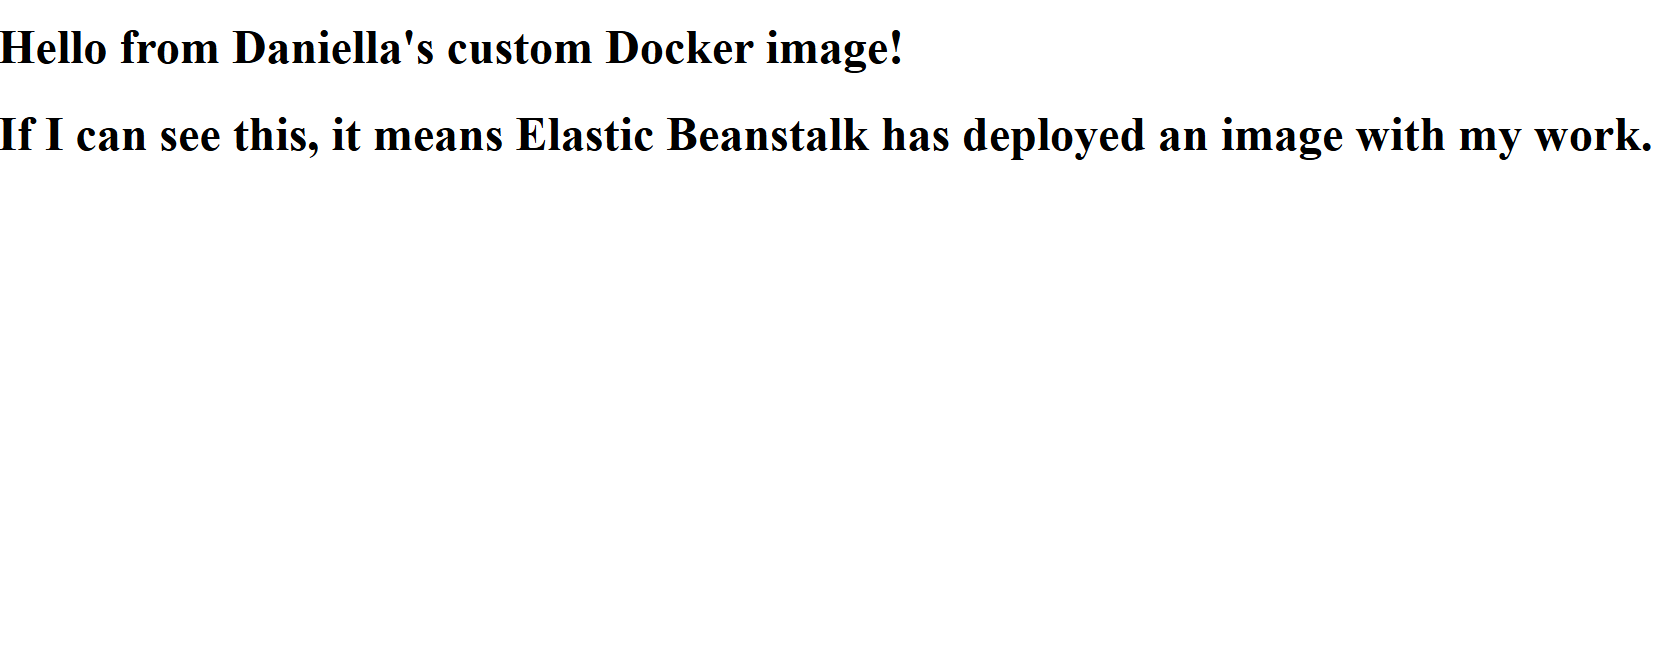 Hello from Daniella's custom Docker image!
If I can see this, it means Elastic Beanstalk has deployed an image with my work.